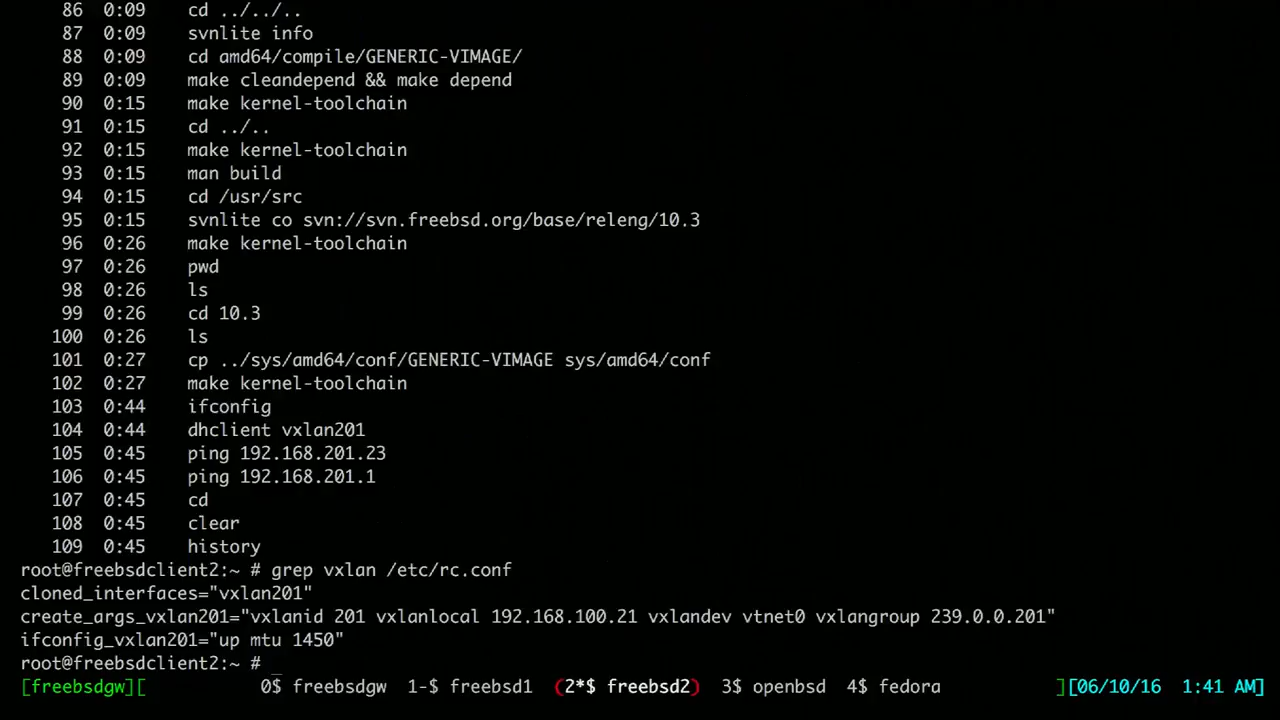 86 0:09 cd ../../..
87 0:09 svnlite info
88 0:09 cd amd64/compile/GENERIC-VIMAGE/
89 0:09 make cleandepend && make depend
90 0:15 make kernel-toolchain
91 0:15 cd ../..
92 0:15 make kernel-toolchain
93 0:15 man build
94 0:15 cd /usr/src
95 0:15 svnlite co svn://svn.freebsd.org/base/releng/10.3
96 0:26 make kernel-toolchain
97 0:26 pwd
98 0:26 ls
99 0:26 cd 10.3
100 0:26 ls
101 0:27 cp ../sys/amd64/conf/GENERIC-VIMAGE sys/amd64/conf
102 0:27 make kernel-toolchain
103 0:44 ifconfig
104 0:44 dhclient vxlan201
105 0:45 ping 192.168.201.23
106 0:45 ping 192.168.201.1
107 0:45 cd
108 0:45 clear
109 0:45 history
root@freebsdclient2:~ # grep vxlan /etc/rc.conf
cloned_interfaces="vxlan201"
create_args_vxlan201="vxlanid 201 vxlanlocal 192.168.100.21 vxlandev vtnet0 vxlangroup 239.0.0.201"
ifconfig_vxlan201="up mtu 1450"
root@freebsdclient2:~ # _
[freebsdgw][ 0$ freebsdgw 1-$ freebsd1 (2*$ freebsd2) 3$ openbsd 4$ fedora ][06/10/16 1:41 AM]